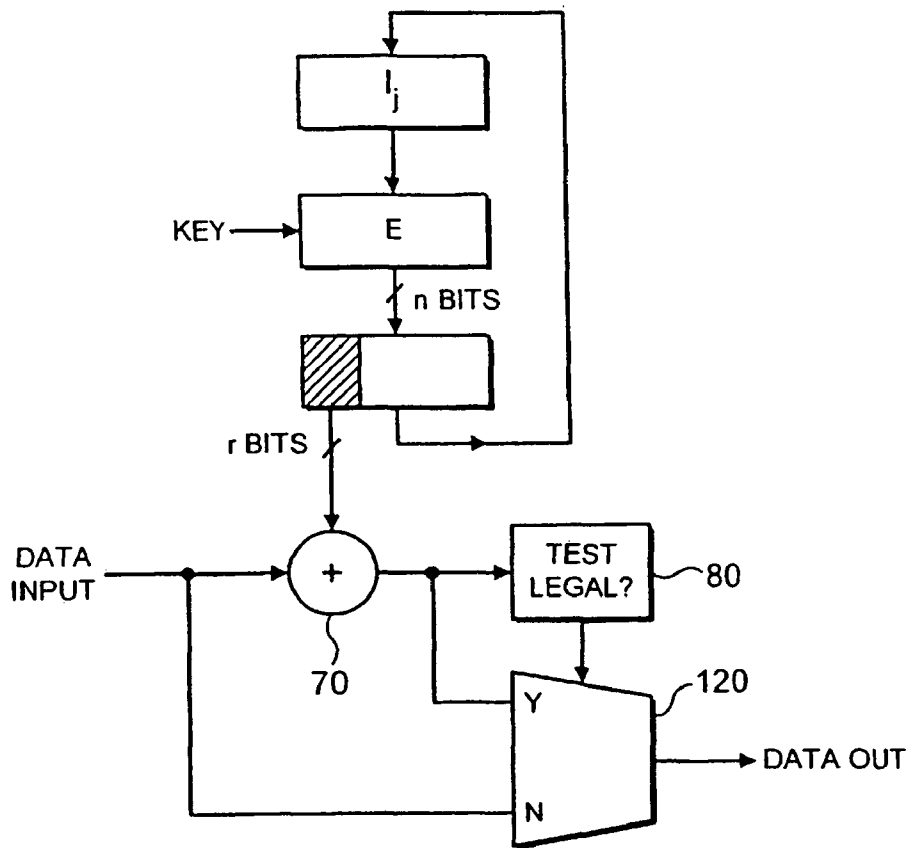 I_j
KEY
E
n BITS
r BITS
DATA
INPUT
+
TEST
LEGAL?
80
70
Y
120
DATA OUT
N